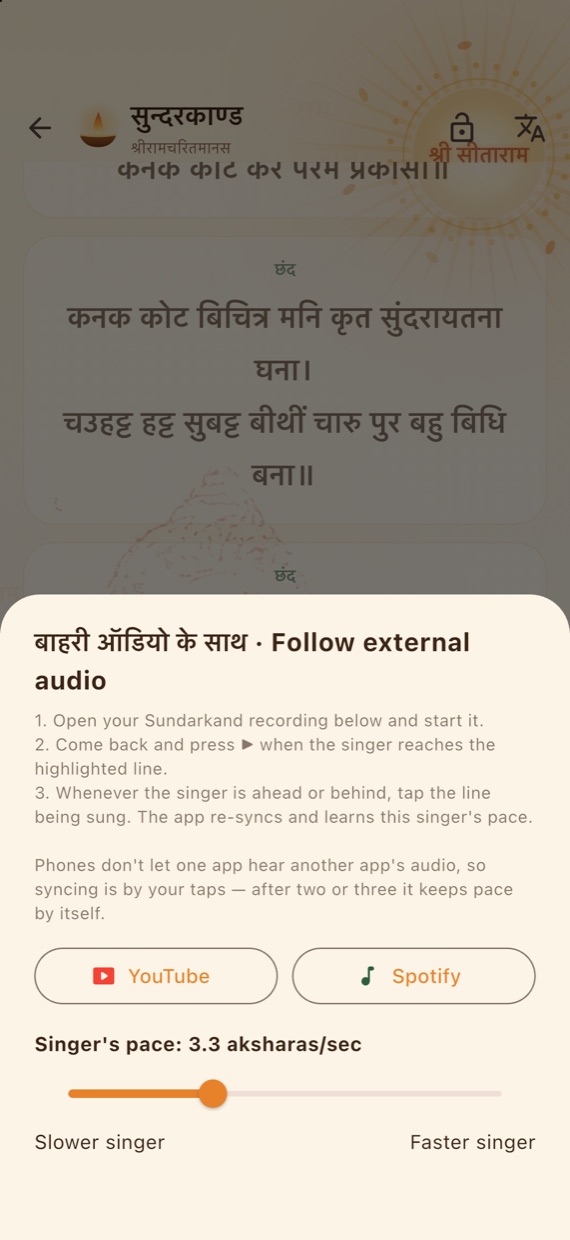 सुन्दरकाण्ड
श्रीरामचरितमानस
श्री सीताराम
कनक कोट कर परम प्रकासा॥
छंद
कनक कोट बिचित्र मनि कृत सुंदरायतना
घना।
चउहट्ट हट्ट सुबट्ट बीथीं चारु पुर बहु बिधि
बना॥
छंद
बाहरी ऑडियो के साथ · Follow external
audio
1. Open your Sundarkand recording below and start it.
2. Come back and press ▶ when the singer reaches the
highlighted line.
3. Whenever the singer is ahead or behind, tap the line
being sung. The app re-syncs and learns this singer's pace.
Phones don't let one app hear another app's audio, so
syncing is by your taps — after two or three it keeps pace
by itself.
YouTube
Spotify
Singer's pace: 3.3 aksharas/sec
Slower singer
Faster singer